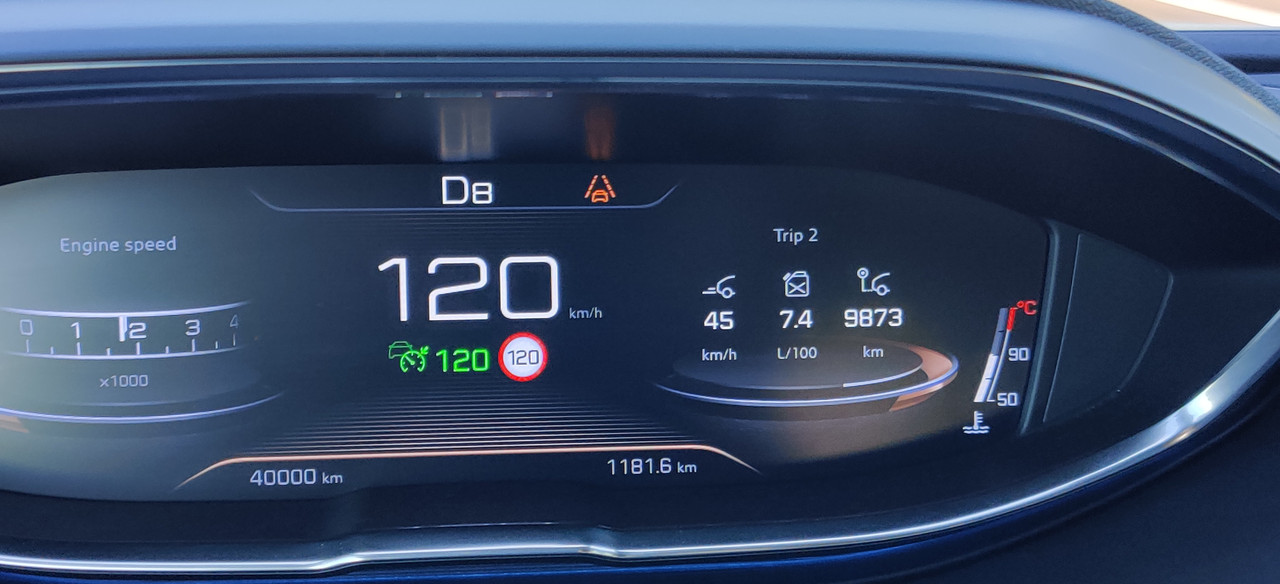 D8
Engine speed
0 1 2 3 4
x1000
120 km/h
120 120
Trip 2
45 7.4 9873
km/h L/100 km
°C
90
50
40000 km
1181.6 km